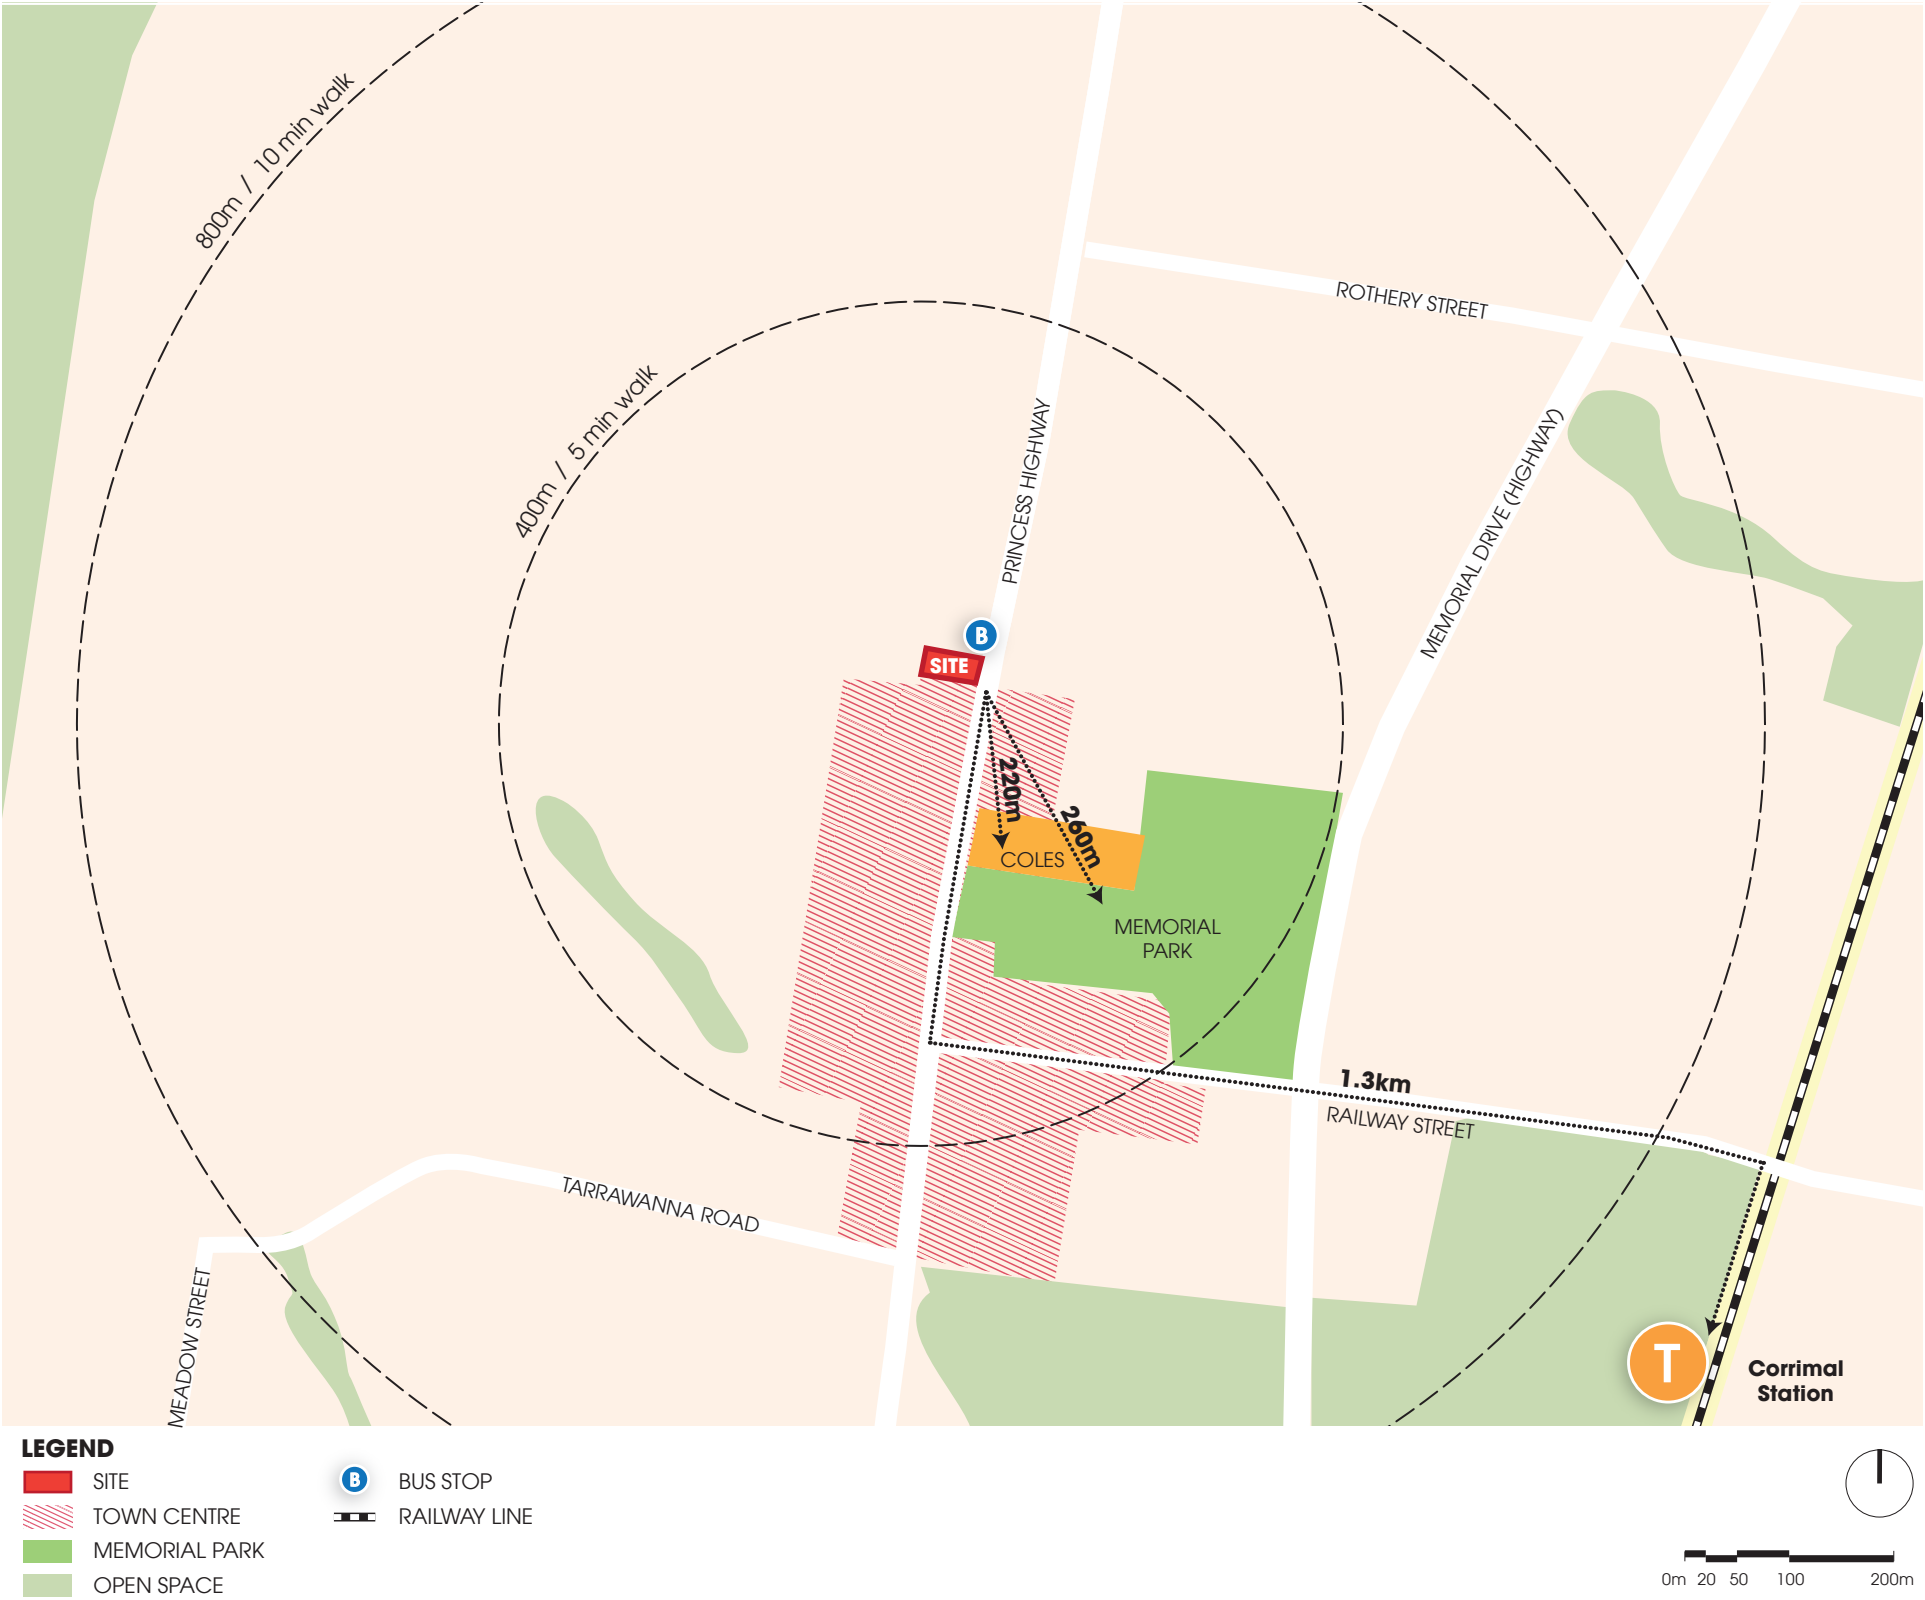 800m / 10 min walk
ROTHERY STREET
400m / 5 min walk
PRINCESS HIGHWAY
MEMORIAL DRIVE (HIGHWAY)
B
SITE
220m
260m
COLES
MEMORIAL
PARK
1.3km
RAILWAY STREET
TARRAWANNA ROAD
MEADOW STREET
T
Corrimal
Station
LEGEND
SITE
TOWN CENTRE
MEMORIAL PARK
OPEN SPACE
B BUS STOP
RAILWAY LINE
0m 20 50 100 200m